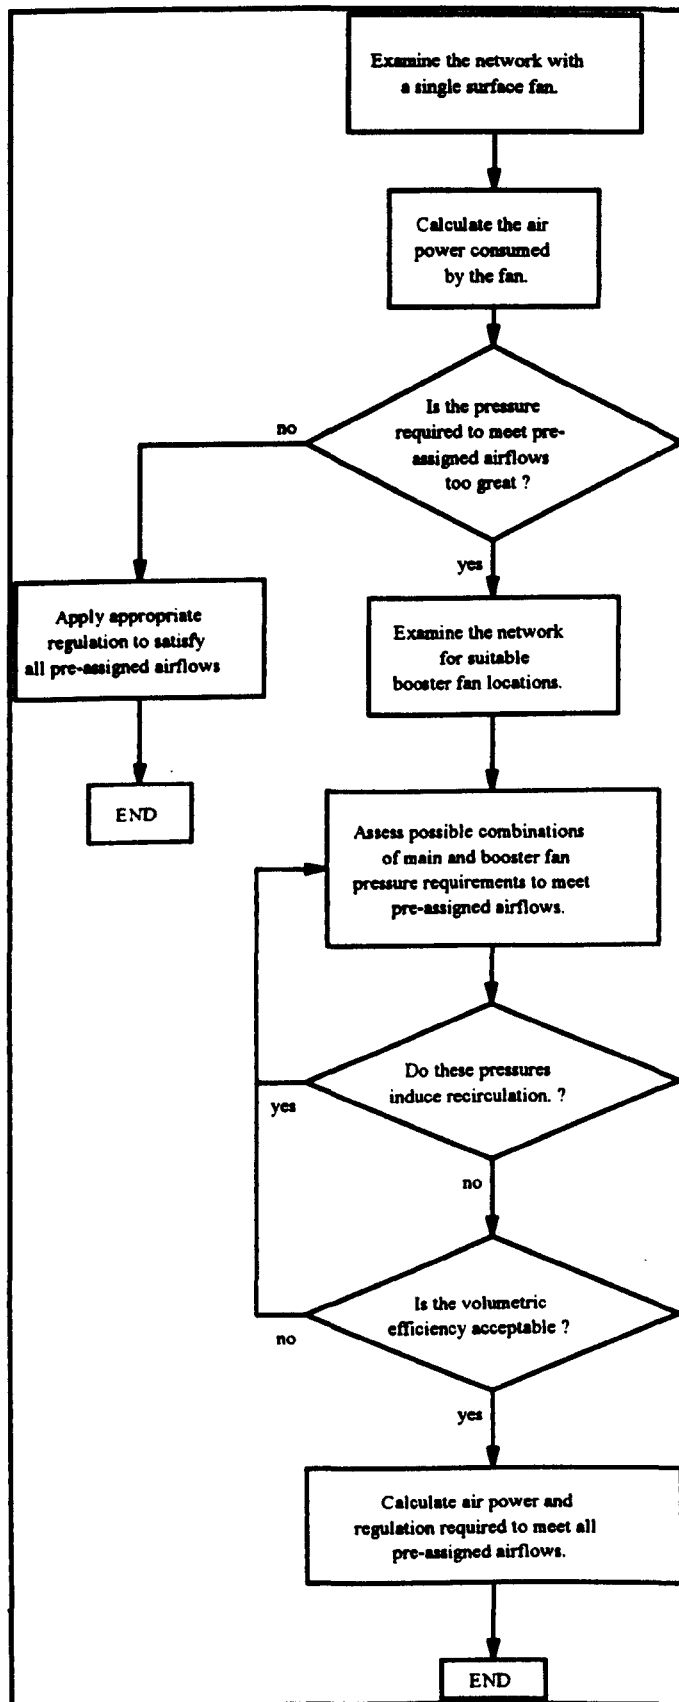 Examine the network with
a single surface fan.
Calculate the air
power consumed
by the fan.
Is the pressure
required to meet pre-
assigned airflows
too great ?
no
yes
Apply appropriate
regulation to satisfy
all pre-assigned airflows
Examine the network
for suitable
booster fan locations.
END
Assess possible combinations
of main and booster fan
pressure requirements to meet
pre-assigned airflows.
Do these pressures
induce recirculation. ?
yes
no
Is the volumetric
efficiency acceptable ?
no
yes
Calculate air power and
regulation required to meet all
pre-assigned airflows.
END